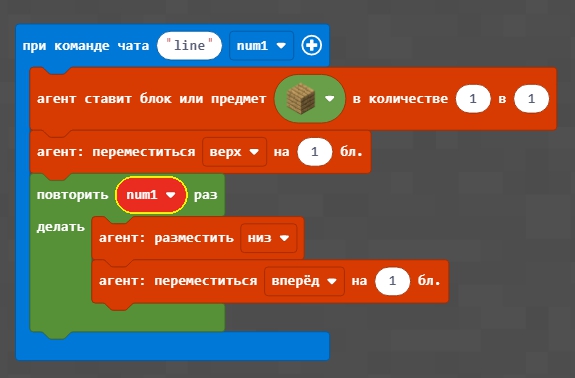 при команде чата "line" num1
агент ставит блок или предмет в количестве 1 в 1
агент: переместиться верх на 1 бл.
повторить num1 раз
делать
агент: разместить низ
агент: переместиться вперёд на 1 бл.